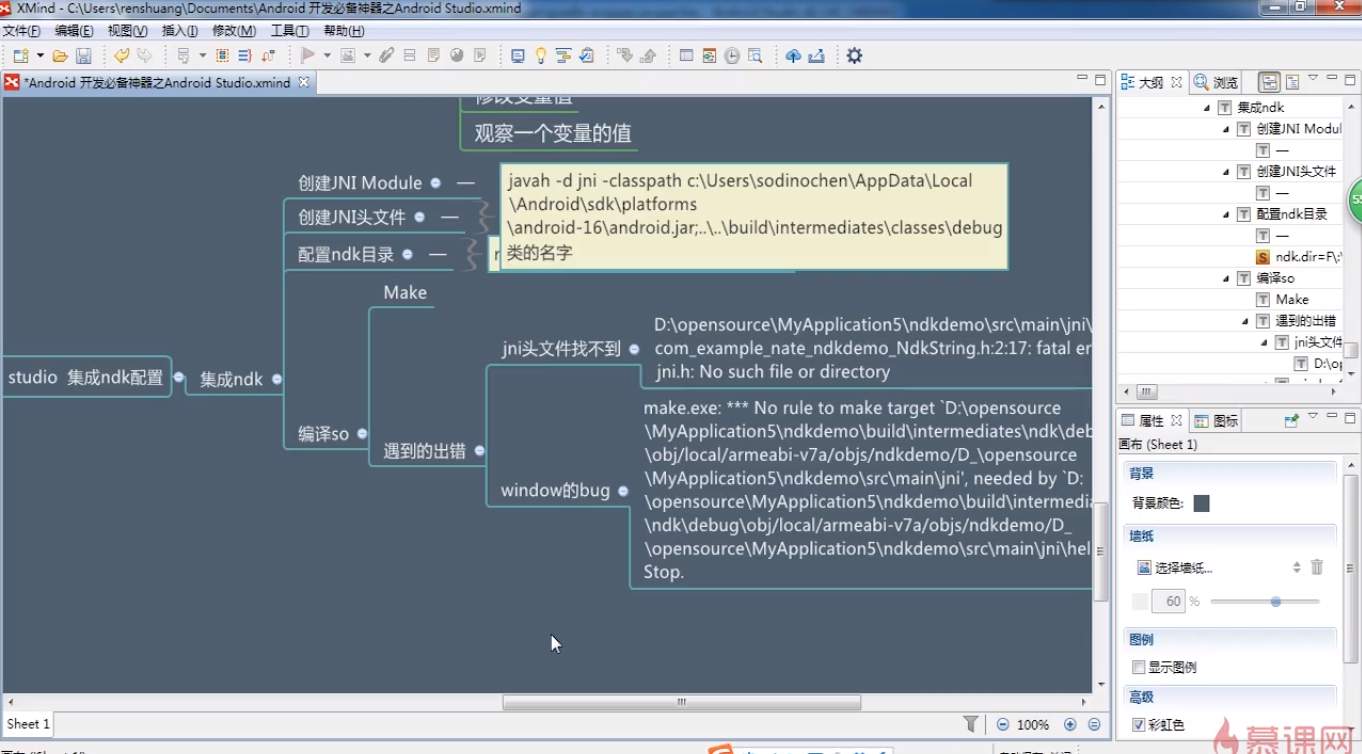 XMind - C:\Users\renshuang\Documents\Android 开发必备神器之Android Studio.xmind
文件(F) 编辑(E) 视图(V) 插入(I) 修改(M) 工具(T) 帮助(H)
*Android 开发必备神器之Android Studio.xmind
修改变量值
观察一个变量的值
创建JNI Module
创建JNI头文件
配置ndk目录
javah -d jni -classpath c:\Users\sodinochen\AppData\Local
\Android\sdk\platforms
\android-16\android.jar;..\..\build\intermediates\classes\debug
类的名字
Make
studio 集成ndk配置
集成ndk
编译so
遇到的出错
jni头文件找不到
D:\opensource\MyApplication5\ndkdemo\src\main\jni\
com_example_nate_ndkdemo_NdkString.h:2:17: fatal er
jni.h: No such file or directory
window的bug
make.exe: *** No rule to make target `D:\opensource
\MyApplication5\ndkdemo\build\intermediates\ndk\deb
\obj/local/armeabi-v7a/objs/ndkdemo/D_\opensource
\MyApplication5\ndkdemo\src\main\jni', needed by `D:
\opensource\MyApplication5\ndkdemo\build\intermedia
\ndk\debug\obj/local/armeabi-v7a/objs/ndkdemo/D_
\opensource\MyApplication5\ndkdemo\src\main\jni\hel
Stop.
Sheet 1
100%
大纲 浏览
集成ndk
创建JNI Modul
创建JNI头文件
配置ndk目录
ndk.dir=F\:
编译so
Make
遇到的出错
jni头文件
D:\op
属性 图标
画布 (Sheet 1)
背景
背景颜色:
墙纸
选择墙纸...
60 %
图例
显示图例
高级
彩虹色
慕课网